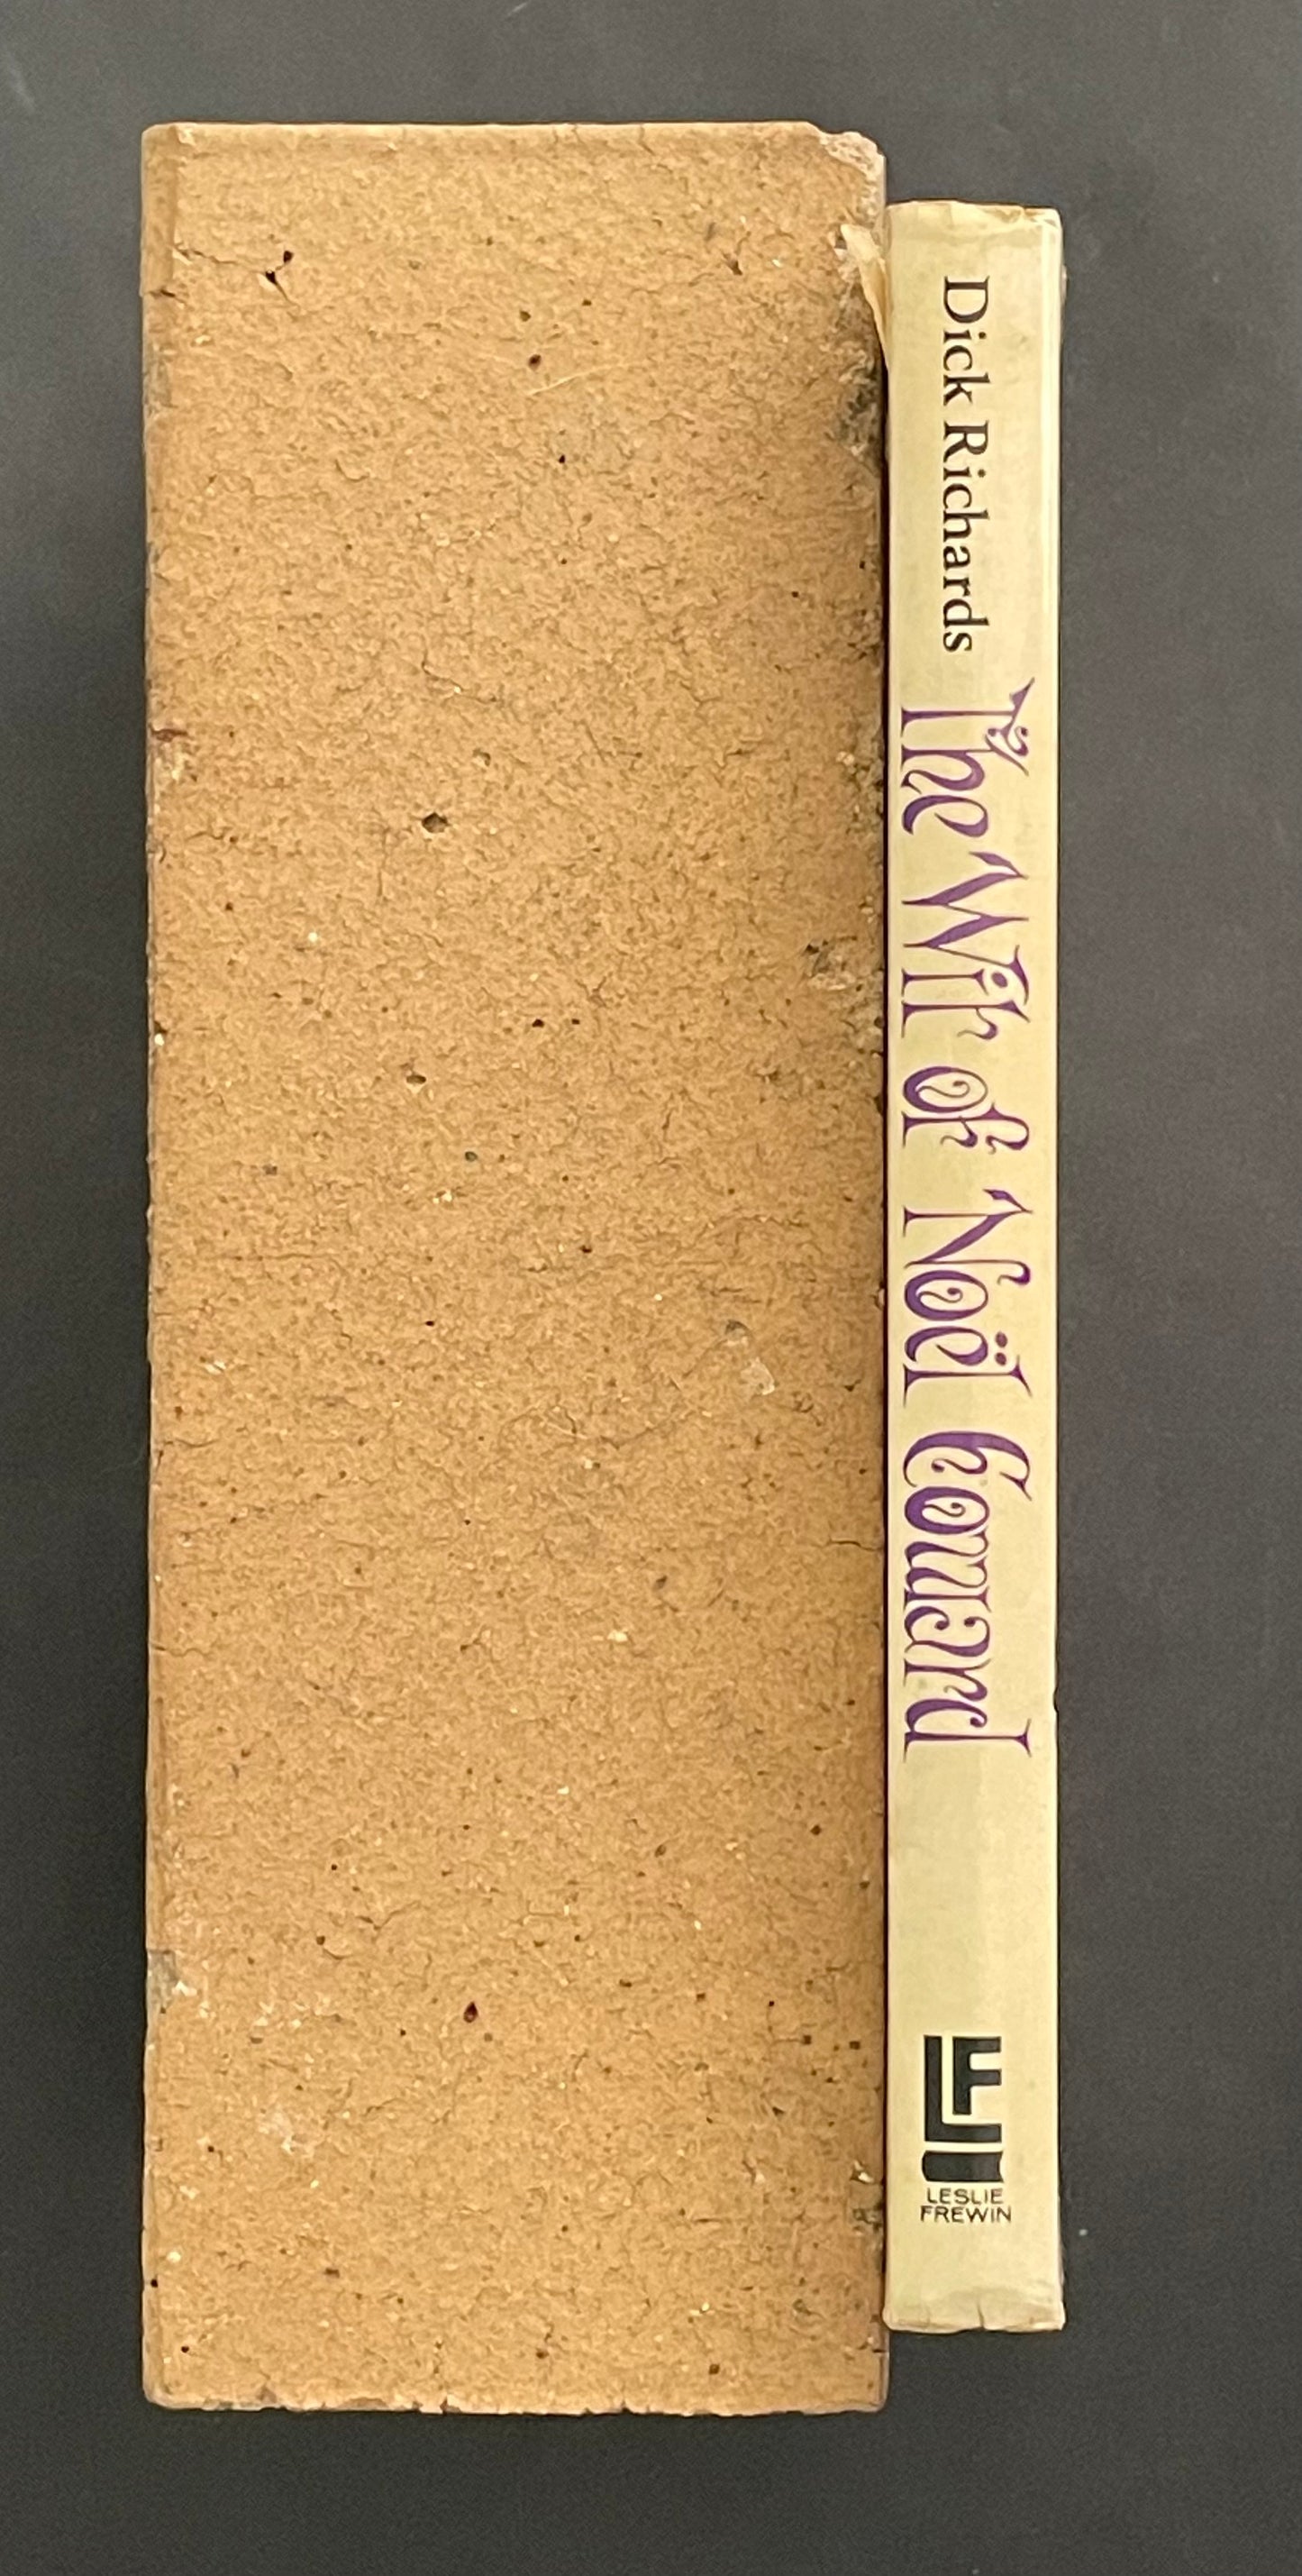 Dick Richards
The Wit of Noël Coward
LF
LESLIE
FREWIN